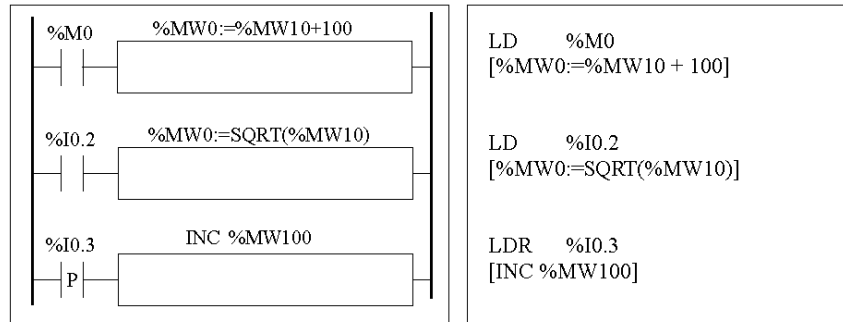 %M0
%MW0:=%MW10+100
%I0.2
%MW0:=SQRT(%MW10)
%I0.3
INC %MW100
P
LD %M0
[%MW0:=%MW10 + 100]
LD %I0.2
[%MW0:=SQRT(%MW10)]
LDR %I0.3
[INC %MW100]